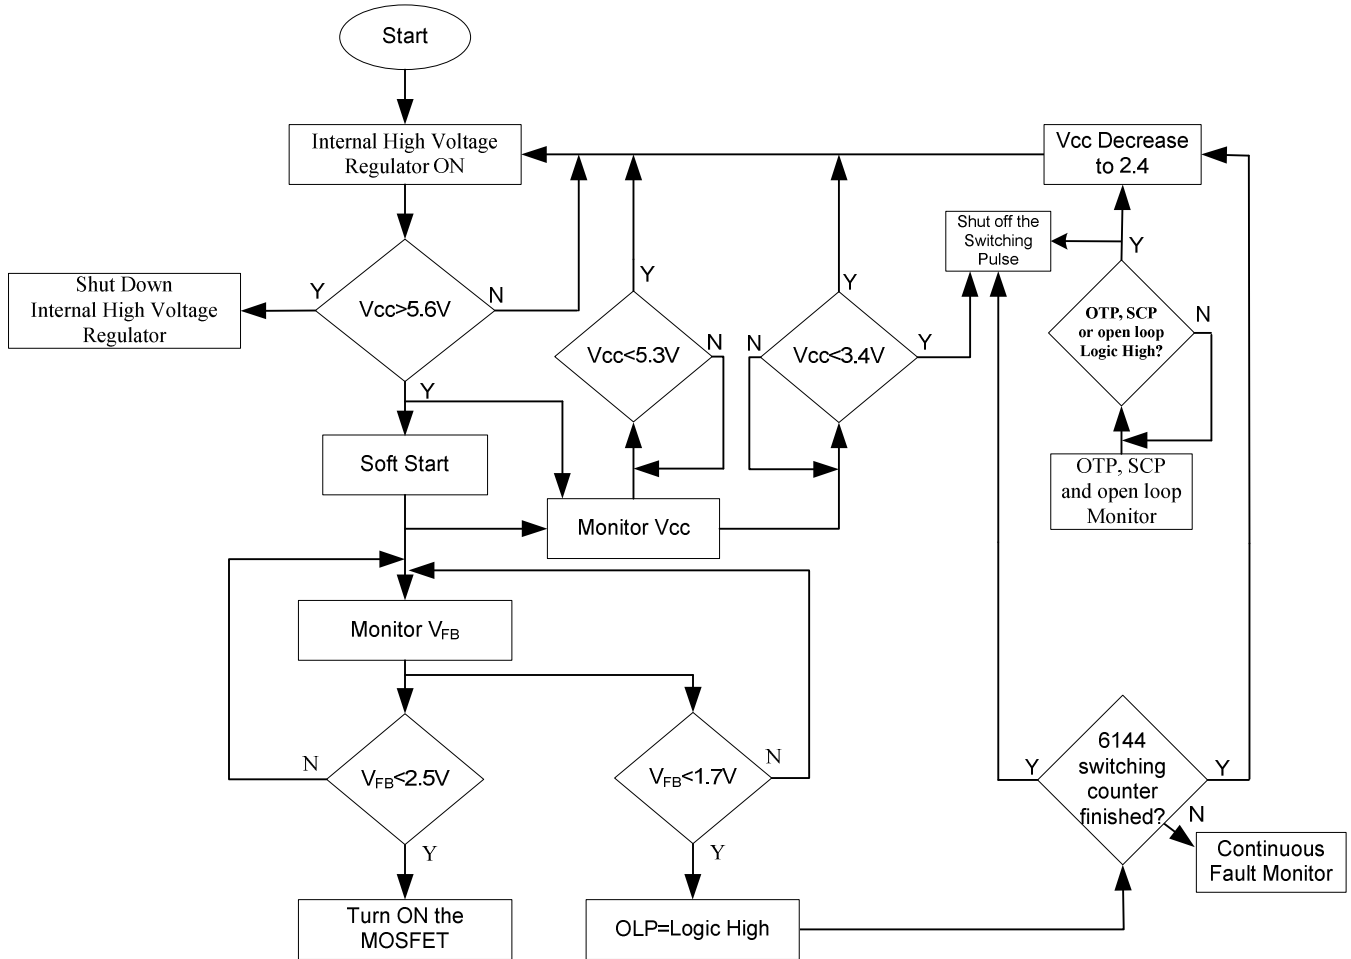 Start
Internal High Voltage
Regulator ON
Vcc Decrease
to 2.4
Shut off the
Switching
Pulse
Y
Shut Down
Internal High Voltage
Regulator
Y
Vcc>5.6V
N
Y
Vcc<5.3V
N
Y
N
Vcc<3.4V
Y
OTP, SCP
or open loop
Logic High?
N
Y
Soft Start
OTP, SCP
and open loop
Monitor
Monitor Vcc
Monitor VFB
N
VFB<2.5V
Y
VFB<1.7V
N
Y
Y
6144
switching
counter
finished?
Y
N
Continuous
Fault Monitor
Turn ON the
MOSFET
OLP=Logic High